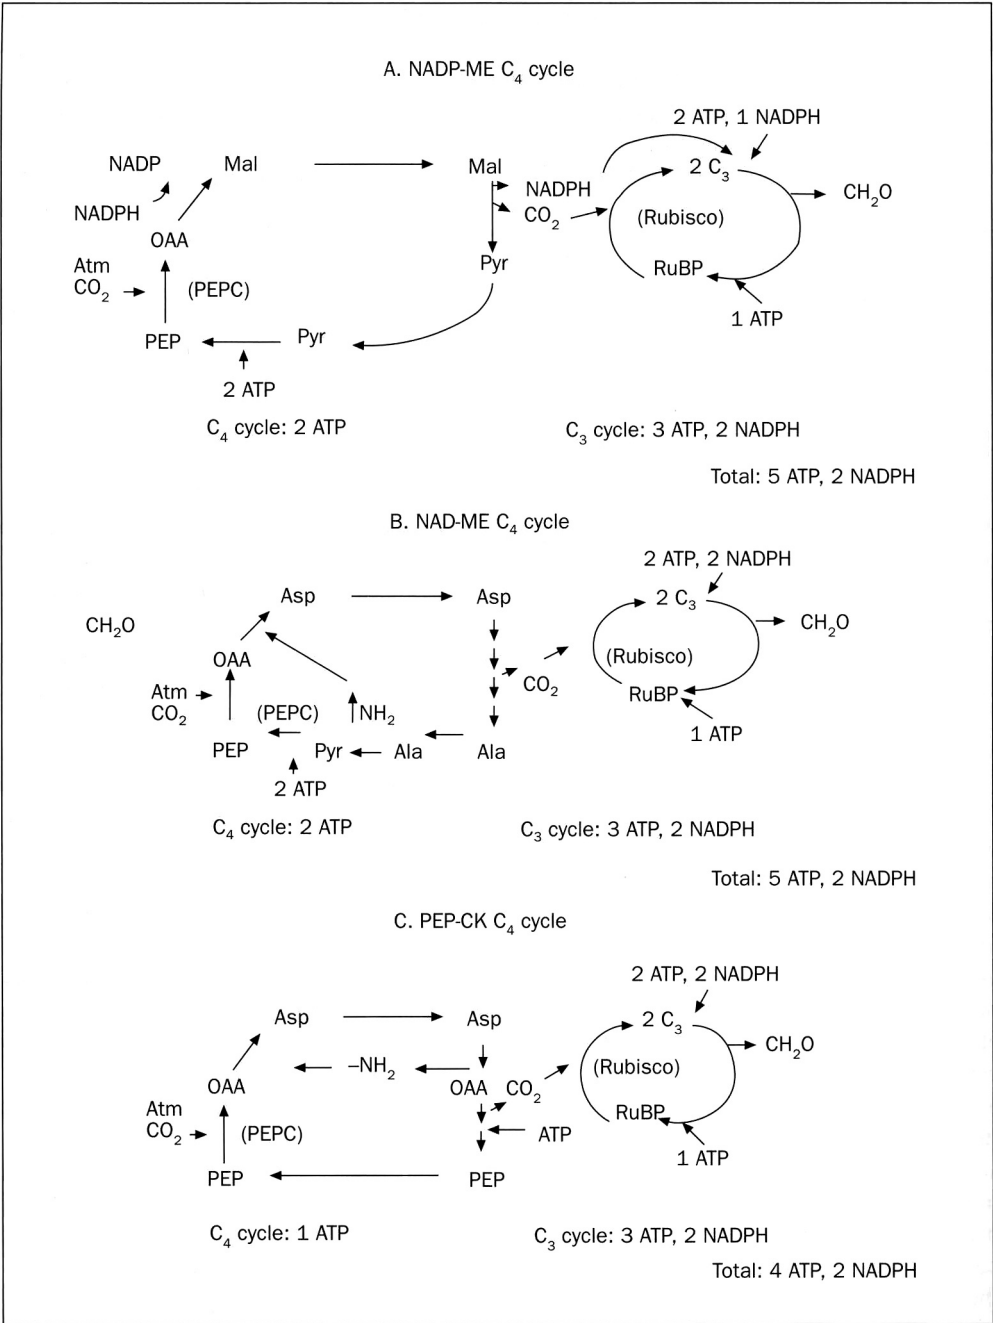 A. NADP-ME C₄ cycle
2 ATP, 1 NADPH
NADP
Mal
Mal
2 C₃
NADPH
NADPH
CH₂O
CO₂
(Rubisco)
OAA
Atm
CO₂
(PEPC)
Pyr
RuBP
1 ATP
PEP
Pyr
2 ATP
C₄ cycle: 2 ATP
C₃ cycle: 3 ATP, 2 NADPH
Total: 5 ATP, 2 NADPH
B. NAD-ME C₄ cycle
2 ATP, 2 NADPH
Asp
Asp
2 C₃
CH₂O
CH₂O
OAA
(Rubisco)
CO₂
Atm
CO₂
RuBP
(PEPC)
NH₂
1 ATP
PEP
Pyr
Ala
Ala
2 ATP
C₄ cycle: 2 ATP
C₃ cycle: 3 ATP, 2 NADPH
Total: 5 ATP, 2 NADPH
C. PEP-CK C₄ cycle
2 ATP, 2 NADPH
Asp
Asp
2 C₃
CH₂O
–NH₂
(Rubisco)
OAA
OAA
CO₂
Atm
CO₂
RuBP
(PEPC)
ATP
1 ATP
PEP
PEP
C₄ cycle: 1 ATP
C₃ cycle: 3 ATP, 2 NADPH
Total: 4 ATP, 2 NADPH